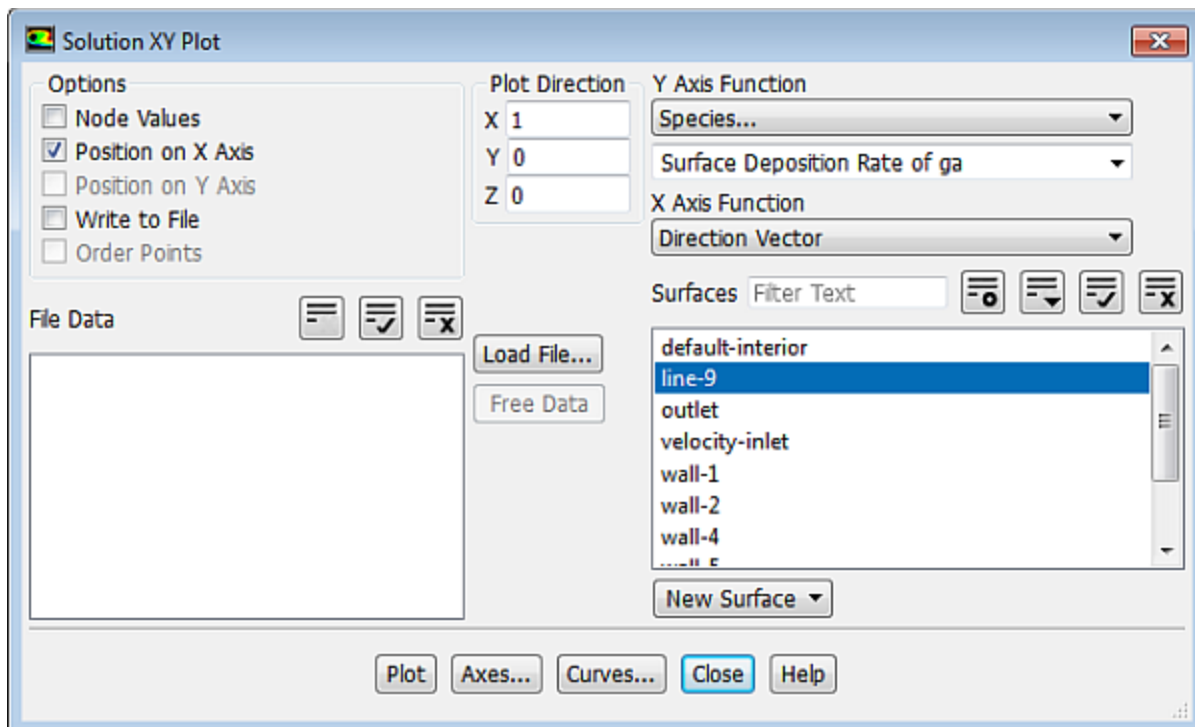 Solution XY Plot
Options
Node Values
Position on X Axis
Position on Y Axis
Write to File
Order Points
Plot Direction
X 1
Y 0
Z 0
Y Axis Function
Species...
Surface Deposition Rate of ga
X Axis Function
Direction Vector
File Data
Load File...
Free Data
Surfaces Filter Text
default-interior
line-9
outlet
velocity-inlet
wall-1
wall-2
wall-4
wall-5
New Surface
Plot Axes... Curves... Close Help